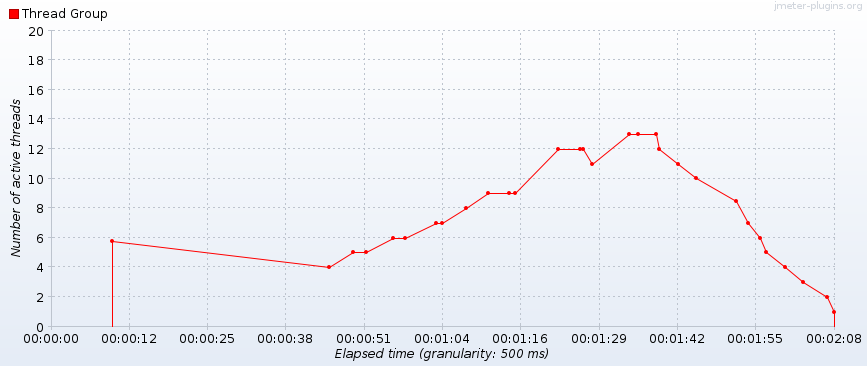 jmeter-plugins.org
Thread Group
20
18
16
14
12
10
8
6
4
2
0
Number of active threads
00:00:00 00:00:12 00:00:25 00:00:38 00:00:51 00:01:04 00:01:16 00:01:29 00:01:42 00:01:55 00:02:08
Elapsed time (granularity: 500 ms)